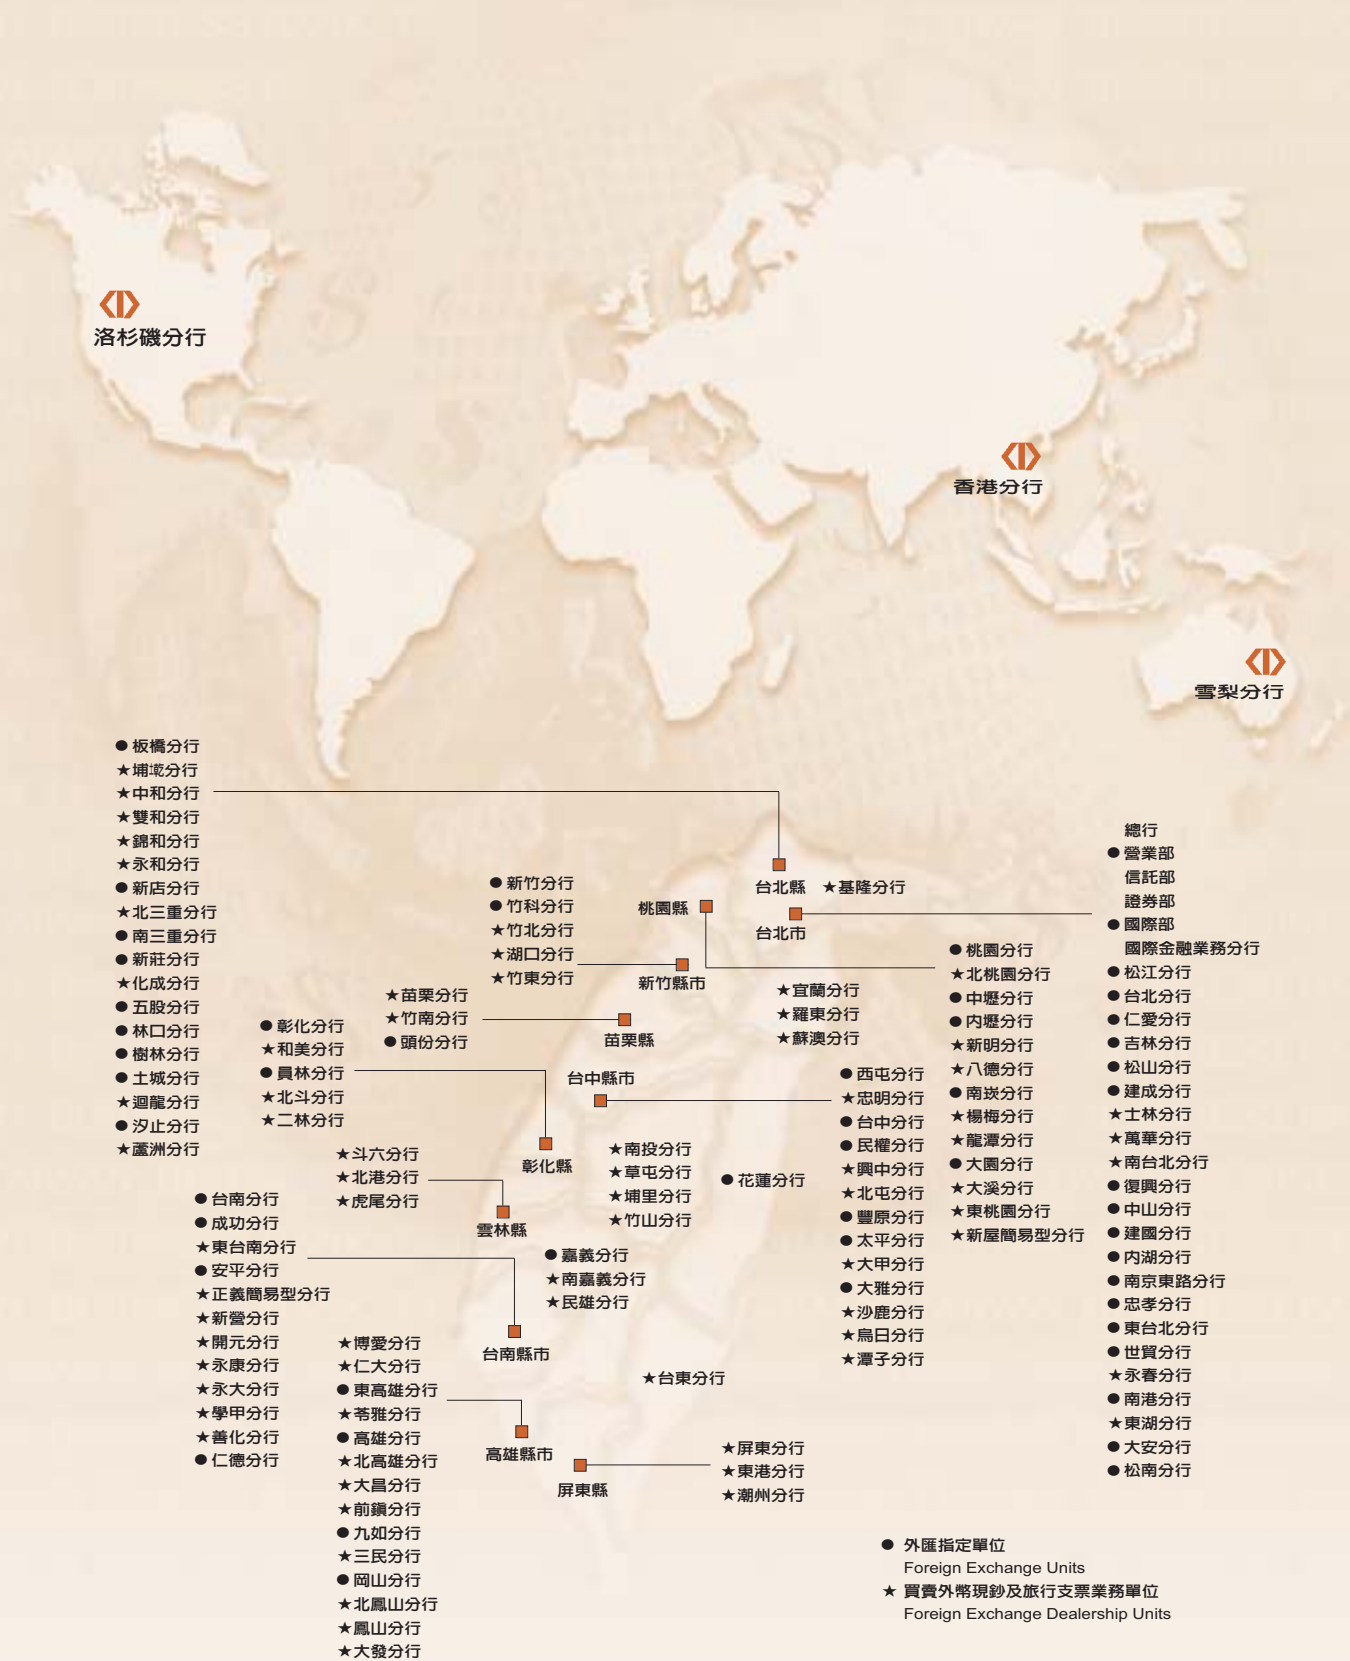 洛杉磯分行
香港分行
雪梨分行
●板橋分行
★埔墘分行
★中和分行
★雙和分行
★錦和分行
★永和分行
●新店分行
★北三重分行
●南三重分行
●新莊分行
★化成分行
●五股分行
●林口分行
●樹林分行
●土城分行
★迴龍分行
●汐止分行
★蘆洲分行
台北縣
★基隆分行
台北市
總行
●營業部
信託部
證券部
●國際部
國際金融業務分行
●松江分行
●台北分行
●仁愛分行
●吉林分行
●松山分行
●建成分行
★士林分行
★萬華分行
★南台北分行
●復興分行
●中山分行
●建國分行
●內湖分行
●南京東路分行
●忠孝分行
●東台北分行
●世貿分行
★永春分行
●南港分行
★東湖分行
●大安分行
●松南分行
桃園縣
●桃園分行
★北桃園分行
●中壢分行
●內壢分行
★新明分行
★八德分行
●南崁分行
★楊梅分行
★龍潭分行
●大園分行
★大溪分行
★東桃園分行
★新屋簡易型分行
●新竹分行
●竹科分行
★竹北分行
★湖口分行
★竹東分行
新竹縣市
★宜蘭分行
★羅東分行
★蘇澳分行
★苗栗分行
★竹南分行
●頭份分行
苗栗縣
台中縣市
●西屯分行
★忠明分行
●台中分行
●民權分行
★興中分行
★北屯分行
●豐原分行
●太平分行
★大甲分行
●大雅分行
★沙鹿分行
★烏日分行
★潭子分行
●彰化分行
★和美分行
●員林分行
★北斗分行
★二林分行
彰化縣
★南投分行
★草屯分行
★埔里分行
★竹山分行
●花蓮分行
★斗六分行
★北港分行
★虎尾分行
雲林縣
●嘉義分行
★南嘉義分行
★民雄分行
●台南分行
●成功分行
★東台南分行
●安平分行
★正義簡易型分行
★新營分行
★開元分行
★永康分行
★永大分行
★學甲分行
★善化分行
●仁德分行
台南縣市
★台東分行
★博愛分行
★仁大分行
●東高雄分行
★苓雅分行
●高雄分行
★北高雄分行
★大昌分行
★前鎮分行
●九如分行
★三民分行
●岡山分行
★北鳳山分行
★鳳山分行
★大發分行
高雄縣市
屏東縣
★屏東分行
★東港分行
★潮州分行
● 外匯指定單位
Foreign Exchange Units
★ 買賣外幣現鈔及旅行支票業務單位
Foreign Exchange Dealership Units